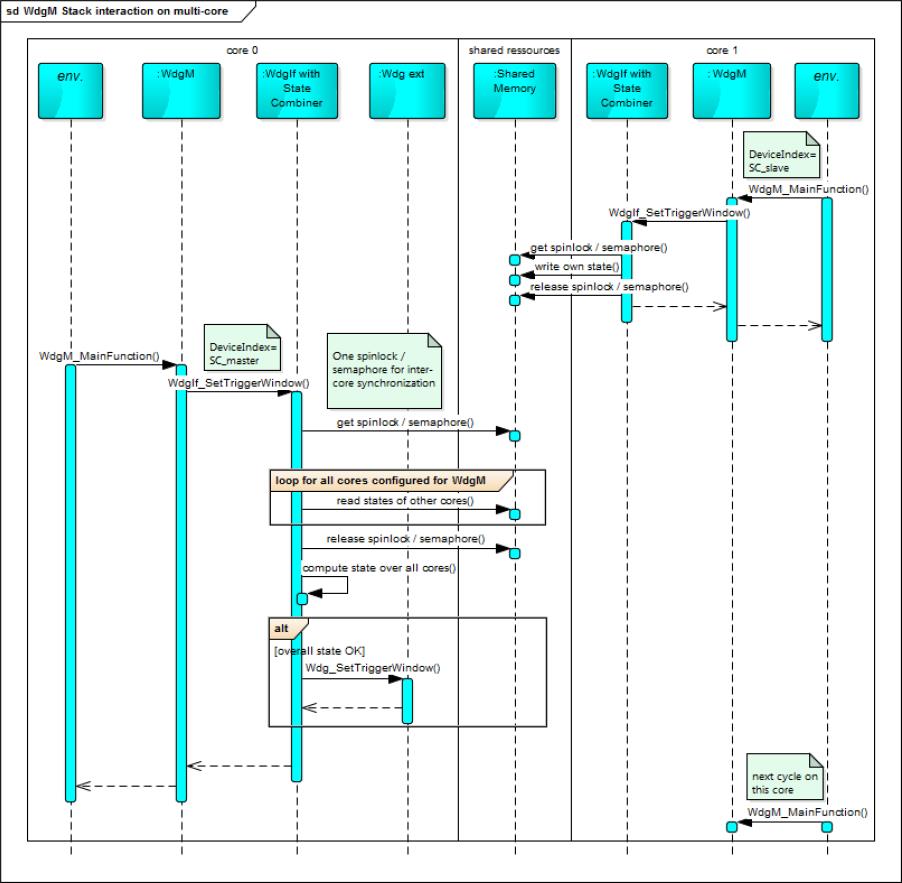 sd WdgM Stack interaction on multi-core
core 0
shared ressources
core 1
env.
:WdgM
:WdgIf with
State
Combiner
:Wdg ext
:Shared
Memory
:WdgIf with
State
Combiner
:WdgM
env.
DeviceIndex=
SC_slave
WdgM_MainFunction()
WdgIf_SetTriggerWindow()
get spinlock / semaphore()
write own state()
release spinlock / semaphore()
DeviceIndex=
SC_master
One spinlock /
semaphore for inter-
core synchronization
WdgM_MainFunction()
WdgIf_SetTriggerWindow()
get spinlock / semaphore()
loop for all cores configured for WdgM
read states of other cores()
release spinlock / semaphore()
compute state over all cores()
alt
[overall state OK]
Wdg_SetTriggerWindow()
next cycle on
this core
WdgM_MainFunction()